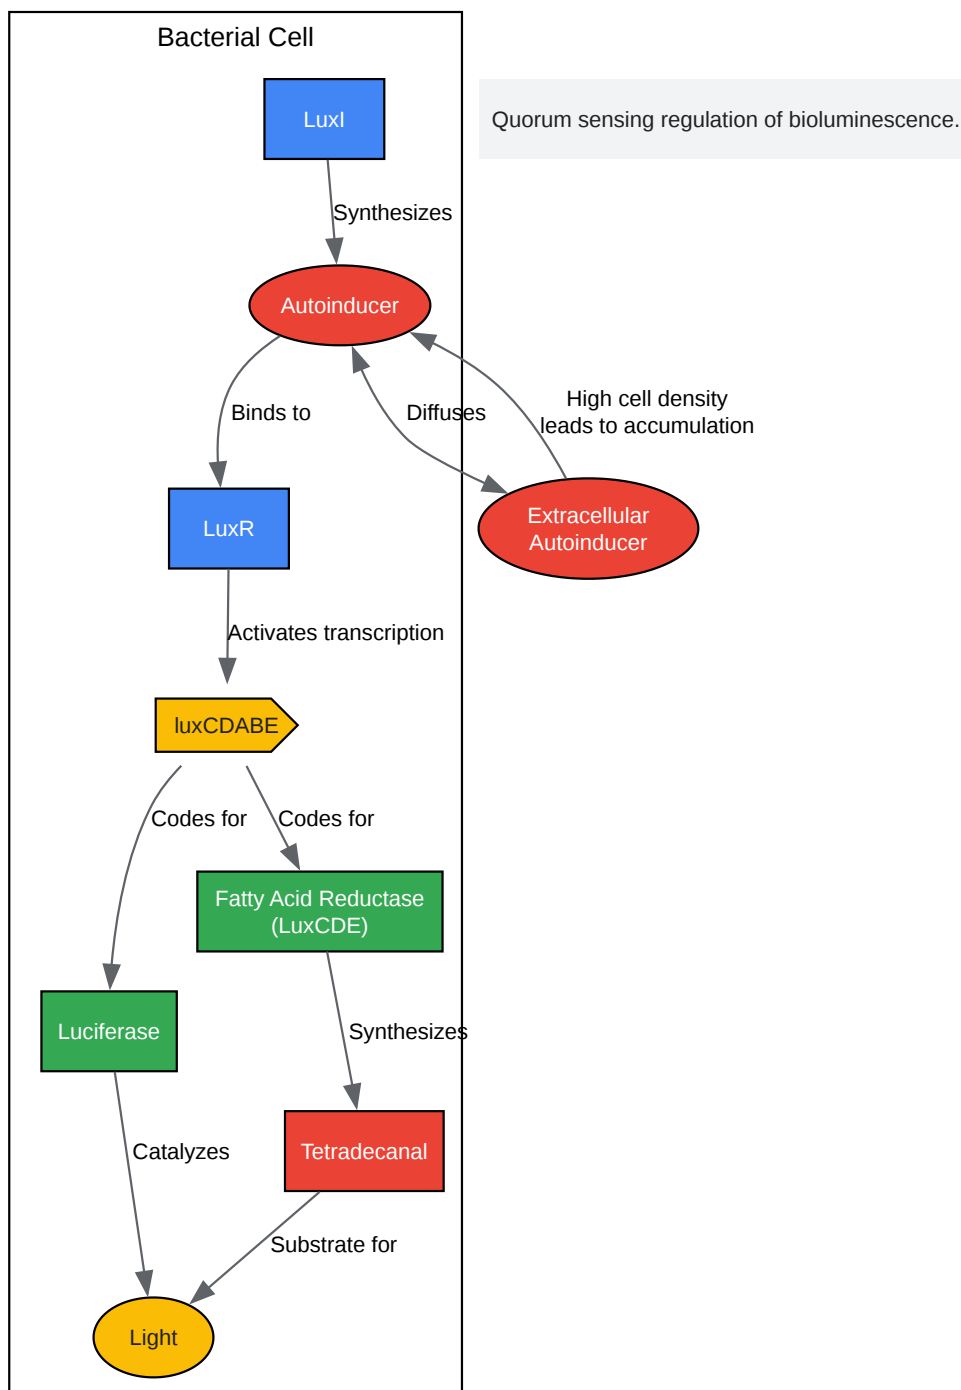 Bacterial Cell
LuxI
Quorum sensing regulation of bioluminescence.
Synthesizes
Autoinducer
Binds to
Diffuses
High cell density
leads to accumulation
LuxR
Extracellular
Autoinducer
Activates transcription
luxCDABE
Codes for
Codes for
Fatty Acid Reductase
(LuxCDE)
Luciferase
Synthesizes
Catalyzes
Tetradecanal
Substrate for
Light